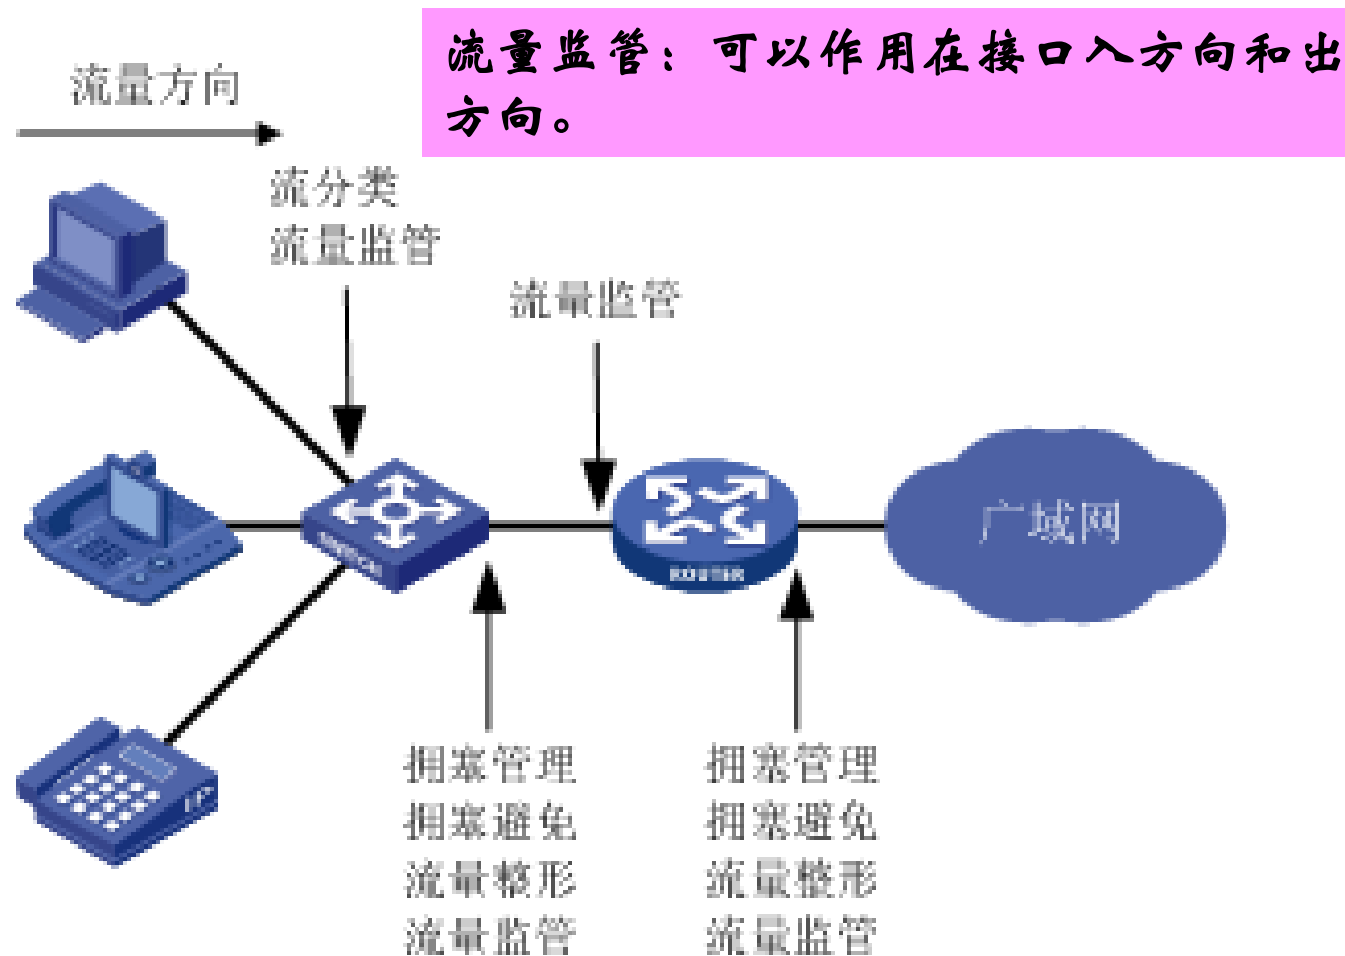 流量监管：可以作用在接口入方向和出
方向。
流量方向
流分类
流量监管
流量监管
SWITCH
ROUTER
广域网
IP
拥塞管理
拥塞避免
流量整形
流量监管
拥塞管理
拥塞避免
流量整形
流量监管